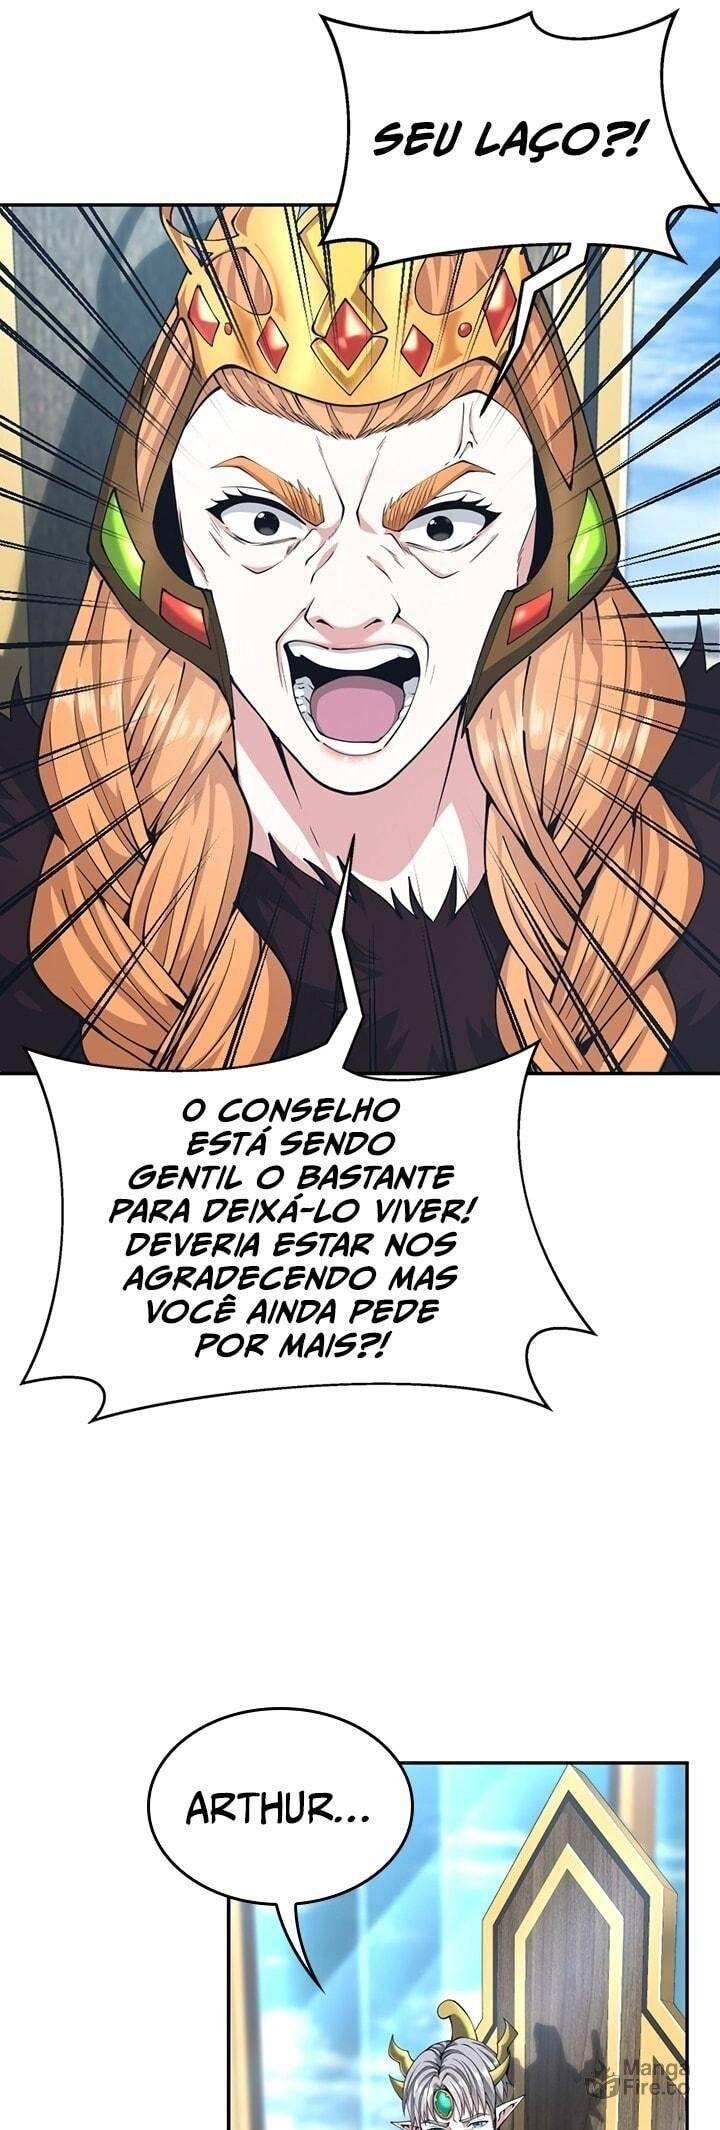 SEU LAÇO?!
O CONSELHO
ESTÁ SENDO
GENTIL O BASTANTE
PARA DEIXÁ-LO VIVER!
DEVERIA ESTAR NOS
AGRADECENDO MAS
VOCÊ AINDA PEDE
POR MAIS?!
ARTHUR...
Manga
Fire.to